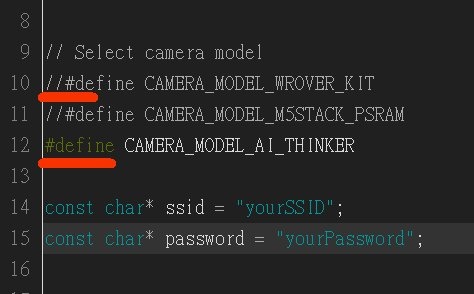 8
9 // Select camera model
10 //#define CAMERA_MODEL_WROVER_KIT
11 //#define CAMERA_MODEL_M5STACK_PSRAM
12 #define CAMERA_MODEL_AI_THINKER
13
14 const char* ssid = "yourSSID";
15 const char* password = "yourPassword";
16